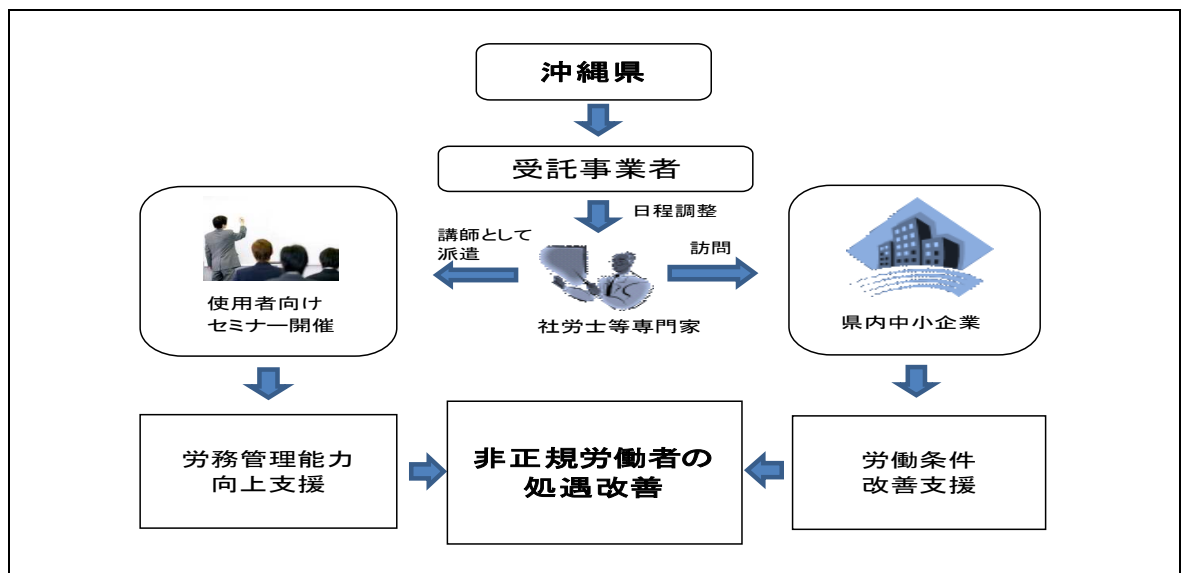 沖縄県
受託事業者
日程調整
講師として
派遣
訪問
使用者向け
セミナー開催
社労士等専門家
県内中小企業
労務管理能力
向上支援
非正規労働者の
処遇改善
労働条件
改善支援